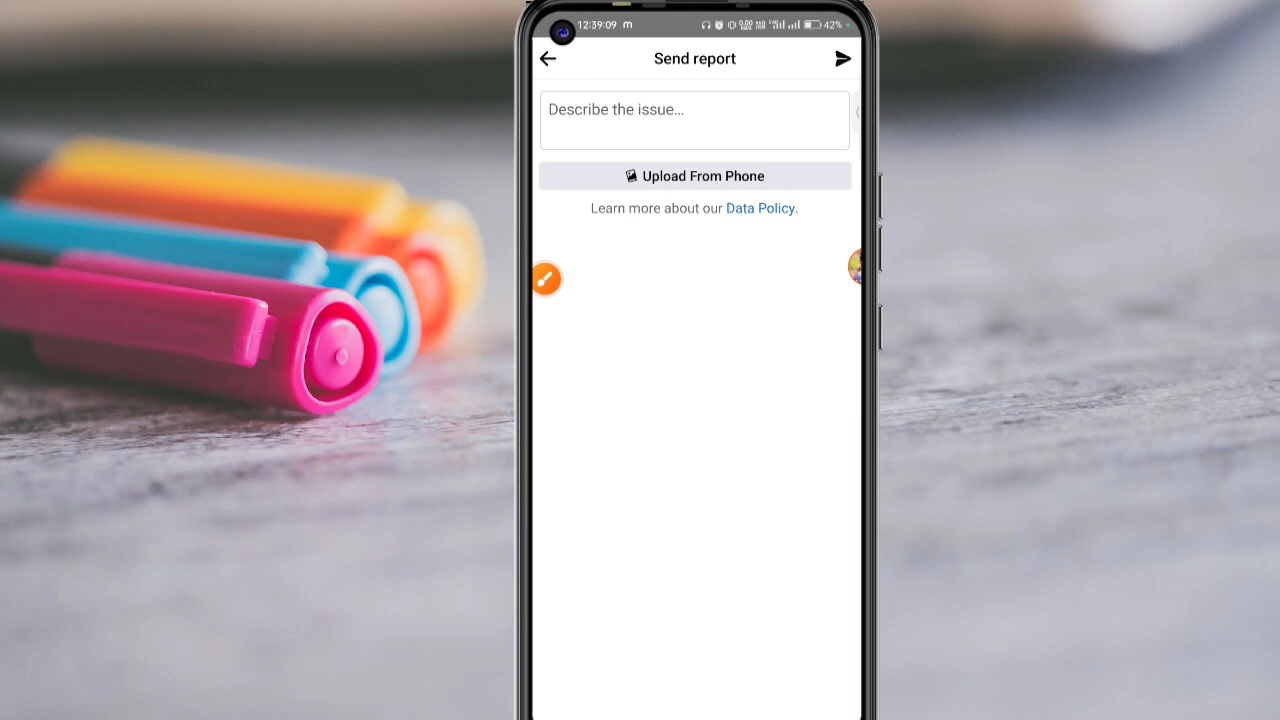 12:39:09 m 42%
Send report
Describe the issue...
Upload From Phone
Learn more about our Data Policy.